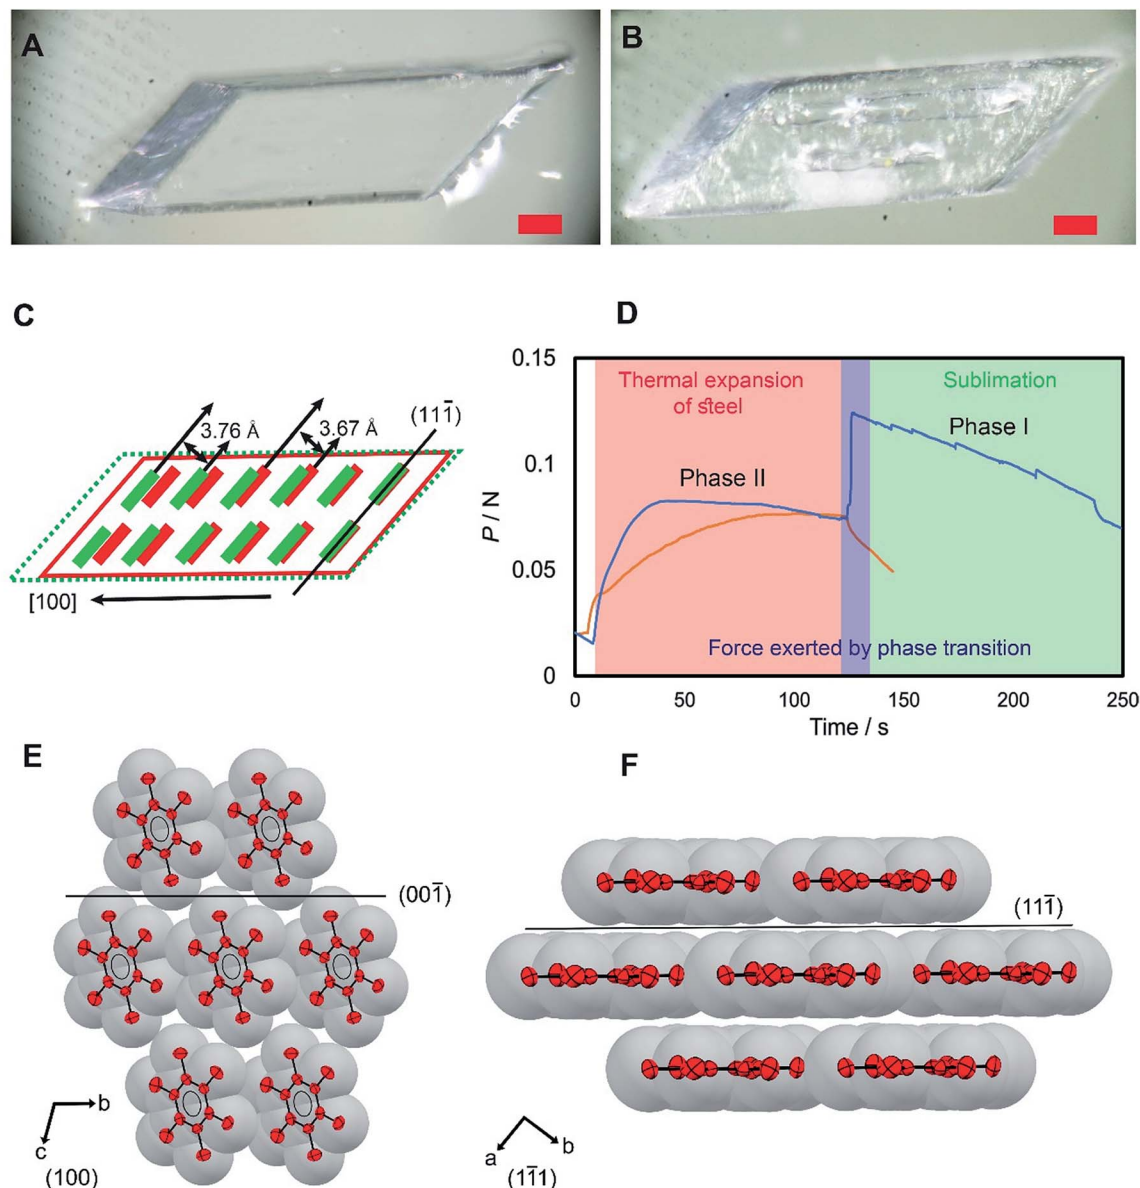 A
B
C
3.76 Å
3.67 Å
(111̅)
[100]
D
0.15
0.1
0.05
0
P / N
Thermal expansion
of steel
Sublimation
Phase I
Phase II
Force exerted by phase transition
0
50
100
150
200
250
Time / s
E
(001̅)
b
c
(100)
F
(111̅)
a
b
(11̅1)